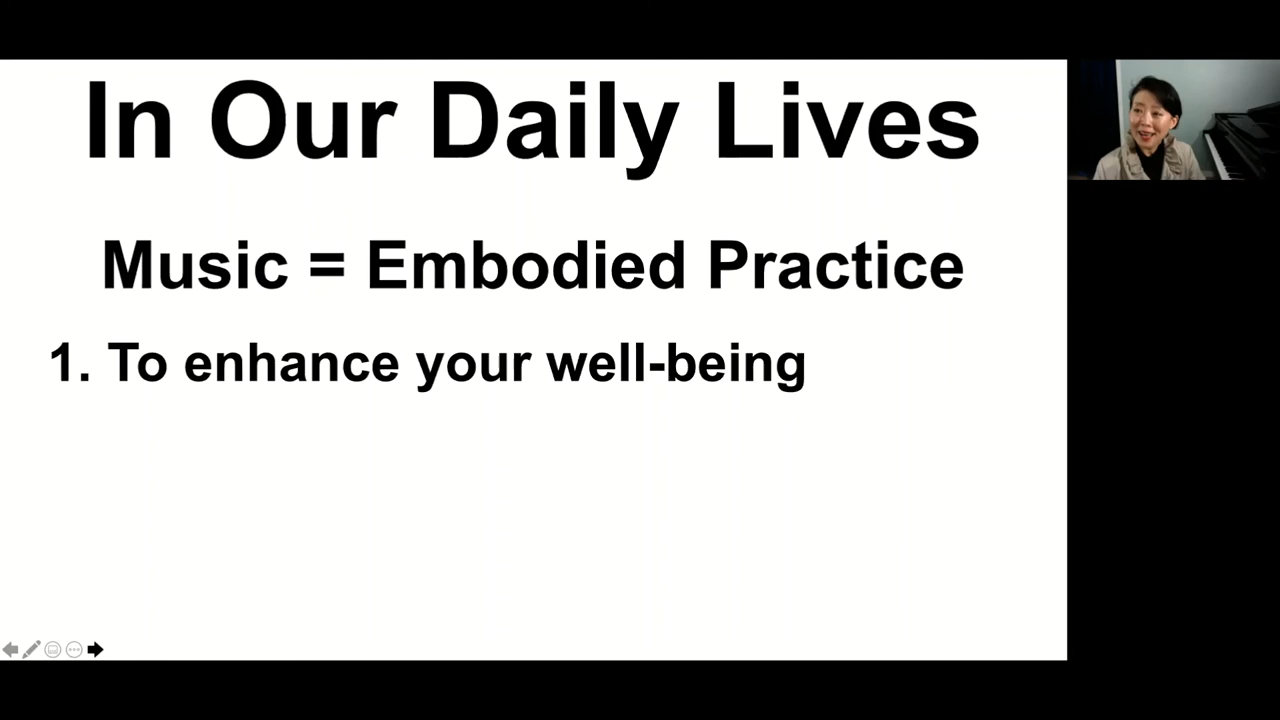 In Our Daily Lives
Music = Embodied Practice
1. To enhance your well-being